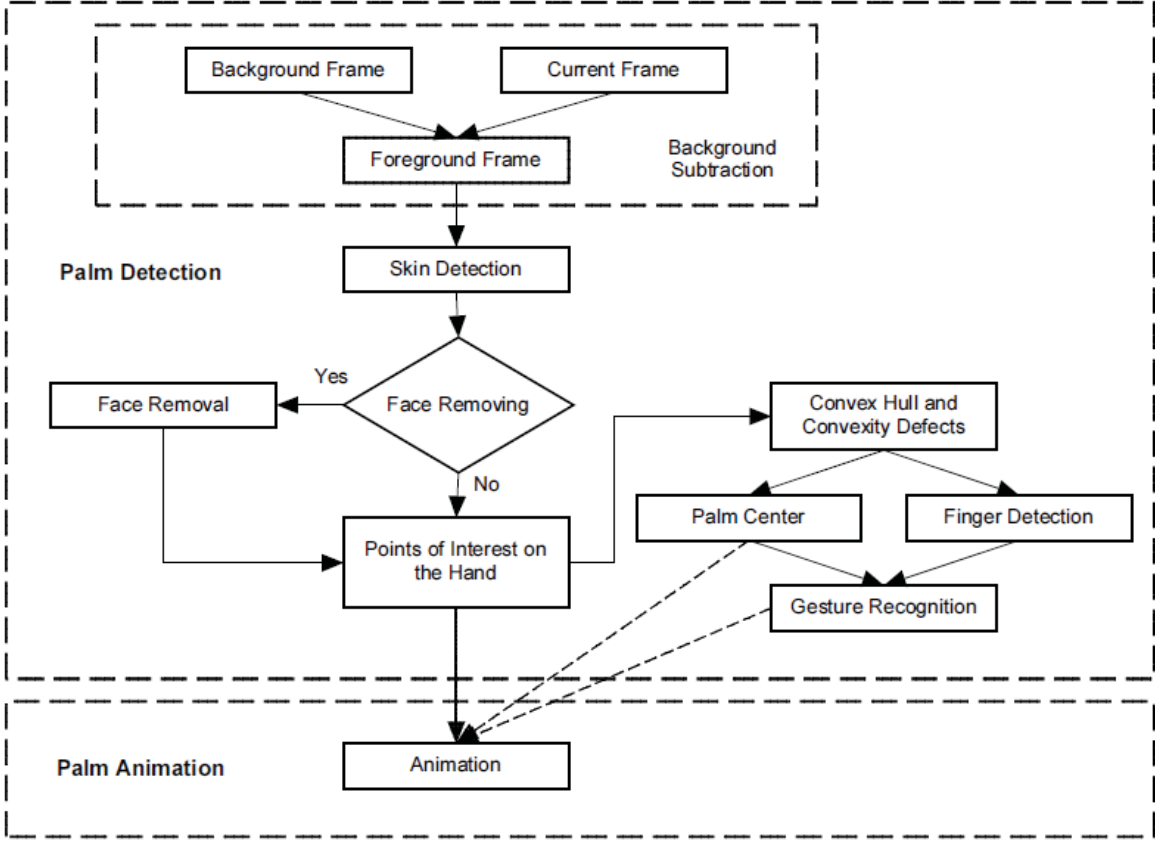 Background Frame
Current Frame
Foreground Frame
Background
Subtraction
Skin Detection
Palm Detection
Yes
Face Removal
Face Removing
Convex Hull and
Convexity Defects
No
Palm Center
Finger Detection
Points of Interest on
the Hand
Gesture Recognition
Animation
Palm Animation